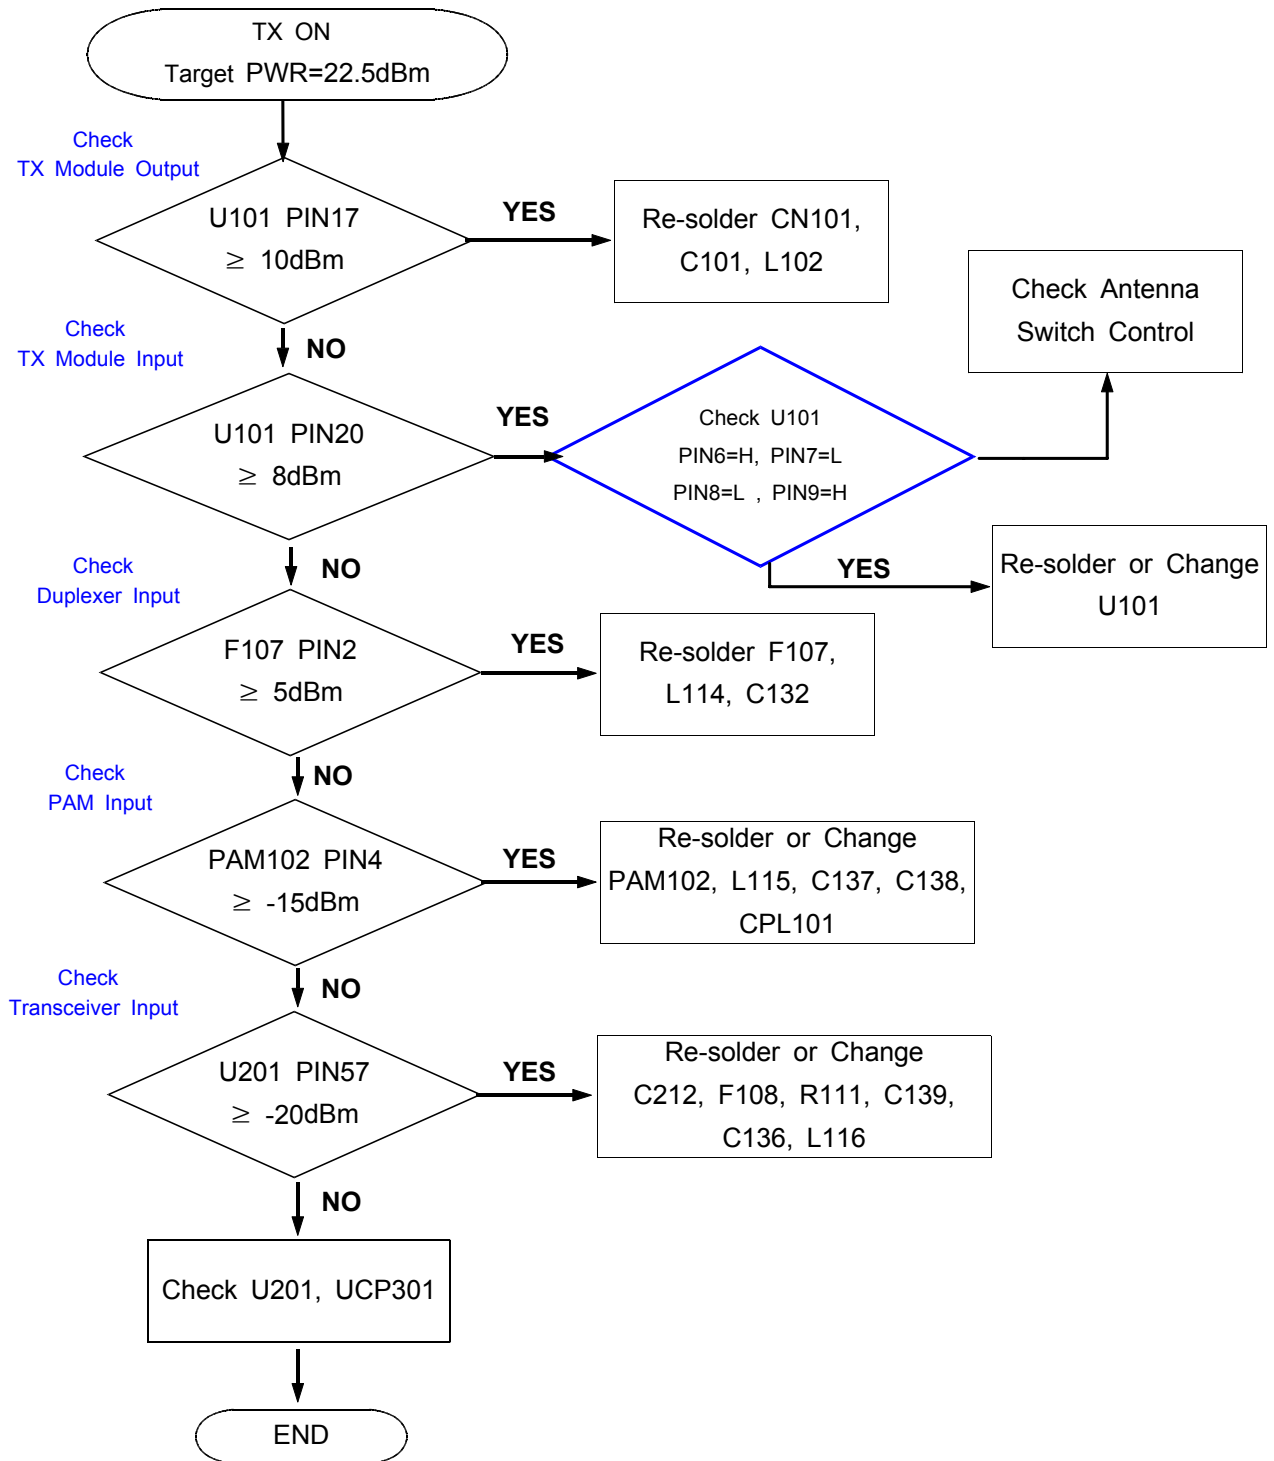 TX ON
Target PWR=22.5dBm
Check
TX Module Output
U101 PIN17
≥ 10dBm
YES
Re-solder CN101,
C101, L102
Check Antenna
Switch Control
Check
TX Module Input
NO
U101 PIN20
≥ 8dBm
YES
Check U101
PIN6=H, PIN7=L
PIN8=L , PIN9=H
YES
Re-solder or Change
U101
Check
Duplexer Input
NO
F107 PIN2
≥ 5dBm
YES
Re-solder F107,
L114, C132
Check
PAM Input
NO
PAM102 PIN4
≥ -15dBm
YES
Re-solder or Change
PAM102, L115, C137, C138,
CPL101
Check
Transceiver Input
NO
U201 PIN57
≥ -20dBm
YES
Re-solder or Change
C212, F108, R111, C139,
C136, L116
NO
Check U201, UCP301
END